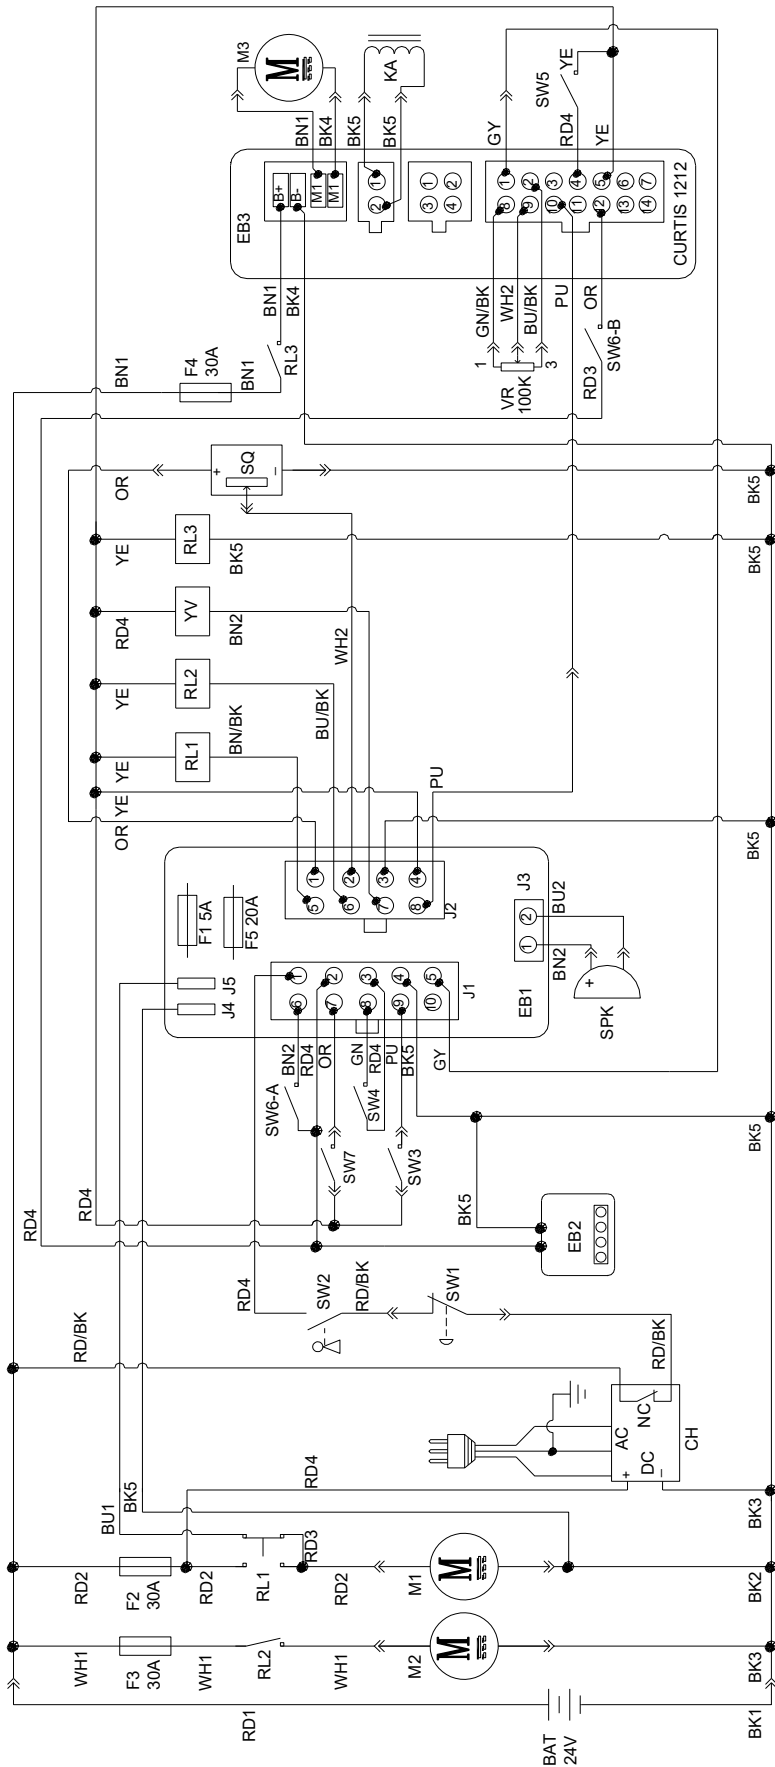 M3
KA
BN1
BK4
BK5
BK5
GY
SW5
YE
RD4
YE
EB3
B+
B-
M1
M1
1
2
3
1
4
2
1
2
3
4
5
6
7
8
9
10
11
12
13
14
CURTIS 1212
BN1
BK4
GN/BK
WH2
BU/BK
PU
OR
BN1
F4
30A
BN1
RL3
1
3
VR
100K
RD3
SW6-B
OR
+
SQ
−
BK5
YE
RL3
BK5
BK5
RD4
YV
BN2
WH2
YE
RL2
BU/BK
YE
RL1
BN/BK
YE
OR
PU
BK5
F1 5A
F5 20A
1
2
3
4
5
6
7
8
J2
J5
J4
J3
1
2
1
2
3
4
5
6
7
8
9
10
J1
EB1
BN2
BU2
+
SPK
BN2
RD4
OR
GN
RD4
PU
BK5
GY
SW6-A
SW4
SW7
SW3
BK5
RD4
RD4
BK5
EB2
RD4
SW2
RD/BK
SW1
RD/BK
RD/BK
AC
NC
+
DC
−
CH
RD4
BK3
BU1
BK5
RD2
F2
30A
RD2
RL1
RD3
RD2
M1
M
BK2
WH1
F3
30A
WH1
RL2
WH1
M2
M
BK3
RD1
BAT
24V
BK1
M